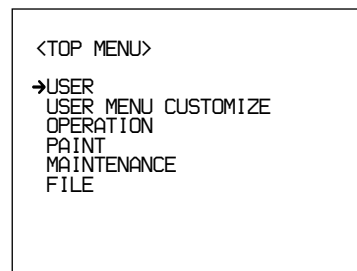 <TOP MENU>
→USER
USER MENU CUSTOMIZE
OPERATION
PAINT
MAINTENANCE
FILE